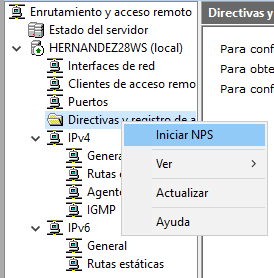 Enrutamiento y acceso remoto
Estado del servidor
HERNANDEZ28WS (local)
Interfaces de red
Clientes de acceso remoto
Puertos
Directivas y registro de a
IPv4
General
Rutas
Agente
IGMP
IPv6
General
Rutas estáticas
Iniciar NPS
Ver
Actualizar
Ayuda
Directivas y
Para conf
Para obte
Para conf